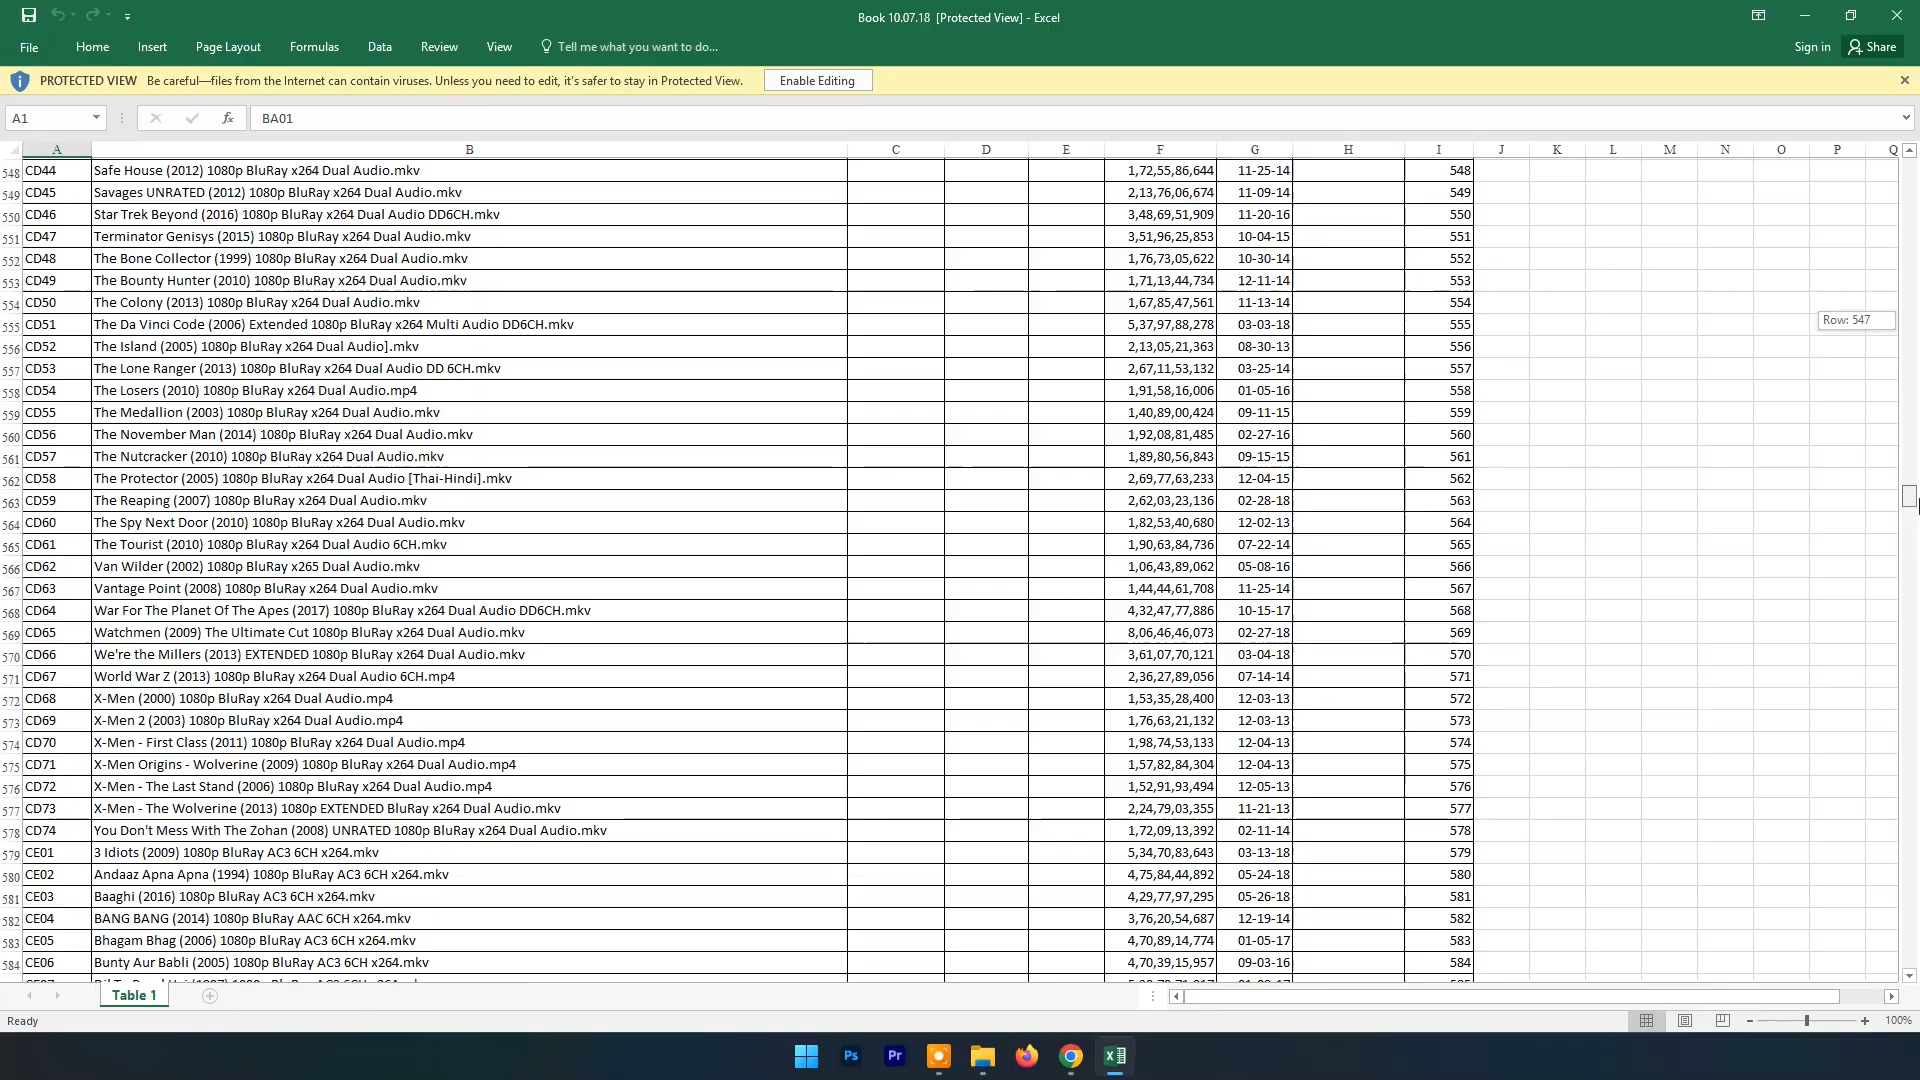 Book 10.07.18 [Protected View] - Excel
File Home Insert Page Layout Formulas Data Review View Tell me what you want to do... Sign in Share
PROTECTED VIEW Be careful—files from the Internet can contain viruses. Unless you need to edit, it's safer to stay in Protected View. Enable Editing
A1 fx BA01
A B C D E F G H I J K L M N O P Q
548 CD44 Safe House (2012) 1080p BluRay x264 Dual Audio.mkv 1,72,55,86,644 11-25-14 548
549 CD45 Savages UNRATED (2012) 1080p BluRay x264 Dual Audio.mkv 2,13,76,06,674 11-09-14 549
550 CD46 Star Trek Beyond (2016) 1080p BluRay x264 Dual Audio DD6CH.mkv 3,48,69,51,909 11-20-16 550
551 CD47 Terminator Genisys (2015) 1080p BluRay x264 Dual Audio.mkv 3,51,96,25,853 10-04-15 551
552 CD48 The Bone Collector (1999) 1080p BluRay x264 Dual Audio.mkv 1,76,73,05,622 10-30-14 552
553 CD49 The Bounty Hunter (2010) 1080p BluRay x264 Dual Audio.mkv 1,71,13,44,734 12-11-14 553
554 CD50 The Colony (2013) 1080p BluRay x264 Dual Audio.mkv 1,67,85,47,561 11-13-14 554
555 CD51 The Da Vinci Code (2006) Extended 1080p BluRay x264 Multi Audio DD6CH.mkv 5,37,97,88,278 03-03-18 555
Row: 547
556 CD52 The Island (2005) 1080p BluRay x264 Dual Audio].mkv 2,13,05,21,363 08-30-13 556
557 CD53 The Lone Ranger (2013) 1080p BluRay x264 Dual Audio DD 6CH.mkv 2,67,11,53,132 03-25-14 557
558 CD54 The Losers (2010) 1080p BluRay x264 Dual Audio.mp4 1,91,58,16,006 01-05-16 558
559 CD55 The Medallion (2003) 1080p BluRay x264 Dual Audio.mkv 1,40,89,00,424 09-11-15 559
560 CD56 The November Man (2014) 1080p BluRay x264 Dual Audio.mkv 1,92,08,81,485 02-27-16 560
561 CD57 The Nutcracker (2010) 1080p BluRay x264 Dual Audio.mkv 1,89,80,56,843 09-15-15 561
562 CD58 The Protector (2005) 1080p BluRay x264 Dual Audio [Thai-Hindi].mkv 2,69,77,63,233 12-04-15 562
563 CD59 The Reaping (2007) 1080p BluRay x264 Dual Audio.mkv 2,62,03,23,136 02-28-18 563
564 CD60 The Spy Next Door (2010) 1080p BluRay x264 Dual Audio.mkv 1,82,53,40,680 12-02-13 564
565 CD61 The Tourist (2010) 1080p BluRay x264 Dual Audio 6CH.mkv 1,90,63,84,736 07-22-14 565
566 CD62 Van Wilder (2002) 1080p BluRay x265 Dual Audio.mkv 1,06,43,89,062 05-08-16 566
567 CD63 Vantage Point (2008) 1080p BluRay x264 Dual Audio.mkv 1,44,44,61,708 11-25-14 567
568 CD64 War For The Planet Of The Apes (2017) 1080p BluRay x264 Dual Audio DD6CH.mkv 4,32,47,77,886 10-15-17 568
569 CD65 Watchmen (2009) The Ultimate Cut 1080p BluRay x264 Dual Audio.mkv 8,06,46,46,073 02-27-18 569
570 CD66 We're the Millers (2013) EXTENDED 1080p BluRay x264 Dual Audio.mkv 3,61,07,70,121 03-04-18 570
571 CD67 World War Z (2013) 1080p BluRay x264 Dual Audio 6CH.mp4 2,36,27,89,056 07-14-14 571
572 CD68 X-Men (2000) 1080p BluRay x264 Dual Audio.mp4 1,53,35,28,400 12-03-13 572
573 CD69 X-Men 2 (2003) 1080p BluRay x264 Dual Audio.mp4 1,76,63,21,132 12-03-13 573
574 CD70 X-Men - First Class (2011) 1080p BluRay x264 Dual Audio.mp4 1,98,74,53,133 12-04-13 574
575 CD71 X-Men Origins - Wolverine (2009) 1080p BluRay x264 Dual Audio.mp4 1,57,82,84,304 12-04-13 575
576 CD72 X-Men - The Last Stand (2006) 1080p BluRay x264 Dual Audio.mp4 1,52,91,93,494 12-05-13 576
577 CD73 X-Men - The Wolverine (2013) 1080p EXTENDED BluRay x264 Dual Audio.mkv 2,24,79,03,355 11-21-13 577
578 CD74 You Don't Mess With The Zohan (2008) UNRATED 1080p BluRay x264 Dual Audio.mkv 1,72,09,13,392 02-11-14 578
579 CE01 3 Idiots (2009) 1080p BluRay AC3 6CH x264.mkv 5,34,70,83,643 03-13-18 579
580 CE02 Andaaz Apna Apna (1994) 1080p BluRay AC3 6CH x264.mkv 4,75,84,44,892 05-24-18 580
581 CE03 Baaghi (2016) 1080p BluRay AC3 6CH x264.mkv 4,29,77,97,295 05-26-18 581
582 CE04 BANG BANG (2014) 1080p BluRay AAC 6CH x264.mkv 3,76,20,54,687 12-19-14 582
583 CE05 Bhagam Bhag (2006) 1080p BluRay AC3 6CH x264.mkv 4,70,89,14,774 01-05-17 583
584 CE06 Bunty Aur Babli (2005) 1080p BluRay AC3 6CH x264.mkv 4,70,39,15,957 09-03-16 584
Table 1
Ready 100%
Ps Pr